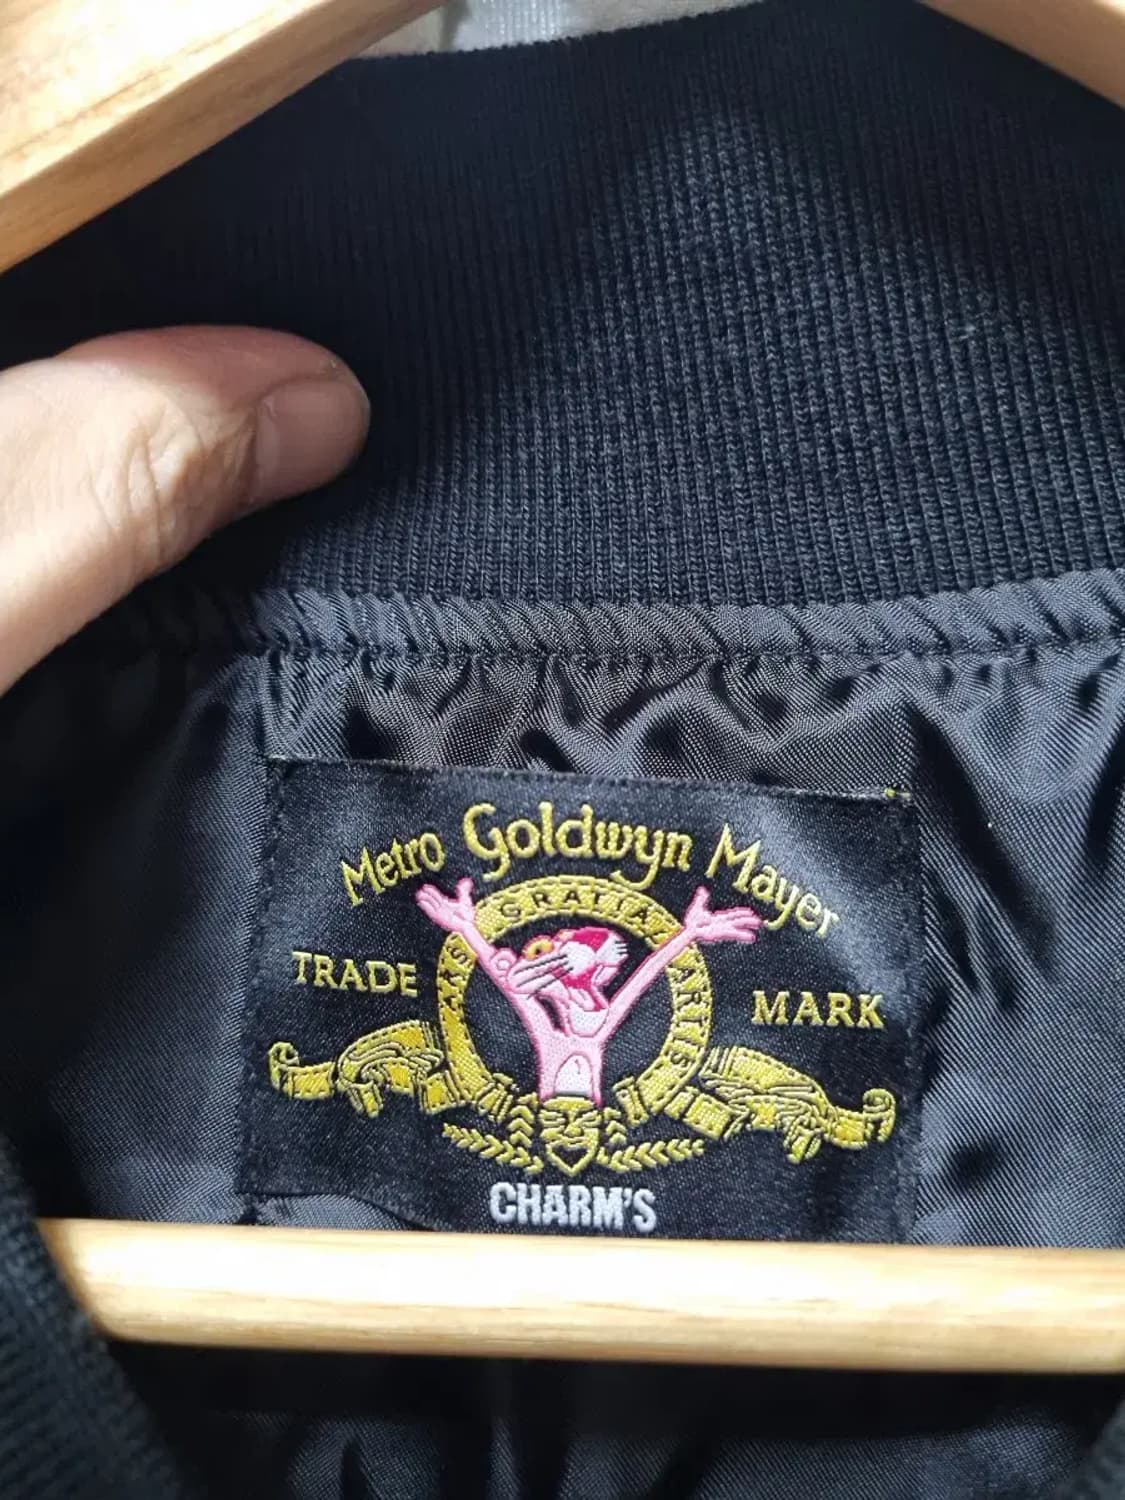 Metro Goldwyn Mayer
ARS GRATIA ARTIS
TRADE MARK
CHARM'S